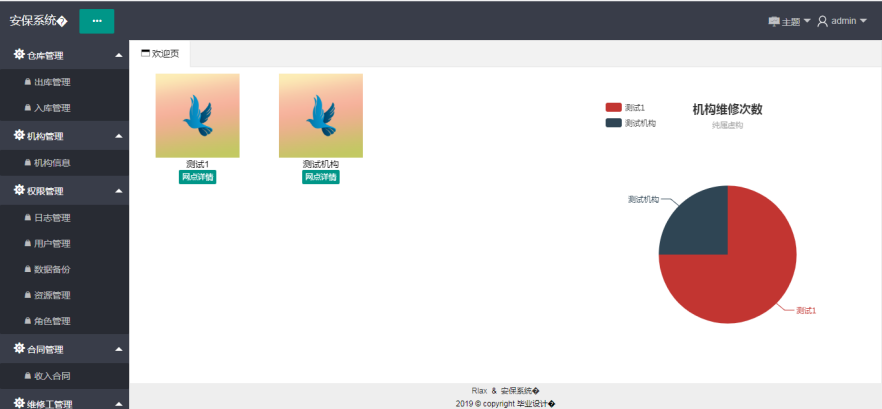 安保系统�
主题
admin
仓库管理
出库管理
入库管理
机构管理
机构信息
权限管理
日志管理
用户管理
数据备份
资源管理
角色管理
合同管理
收入合同
维修工管理
欢迎页
测试1
网点详情
测试机构
网点详情
测试1
测试机构
机构维修次数
纯属虚构
测试机构
测试1
Rlax & 安保系统�
2019 © copyright 毕业设计�